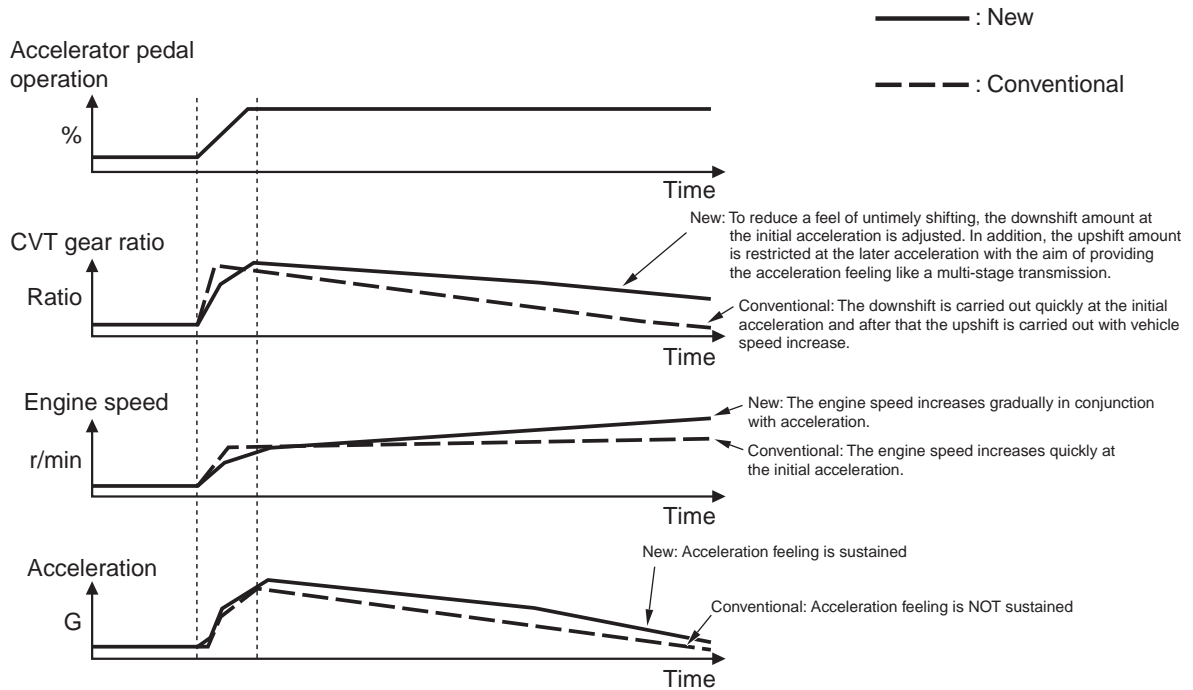 : New
: Conventional
Accelerator pedal
operation
%
Time
New: To reduce a feel of untimely shifting, the downshift amount at
the initial acceleration is adjusted. In addition, the upshift amount
is restricted at the later acceleration with the aim of providing
the acceleration feeling like a multi-stage transmission.
CVT gear ratio
Ratio
Conventional: The downshift is carried out quickly at the initial
acceleration and after that the upshift is carried out with vehicle
speed increase.
Time
Engine speed
r/min
New: The engine speed increases gradually in conjunction
with acceleration.
Conventional: The engine speed increases quickly at
the initial acceleration.
Time
New: Acceleration feeling is sustained
Acceleration
G
Conventional: Acceleration feeling is NOT sustained
Time